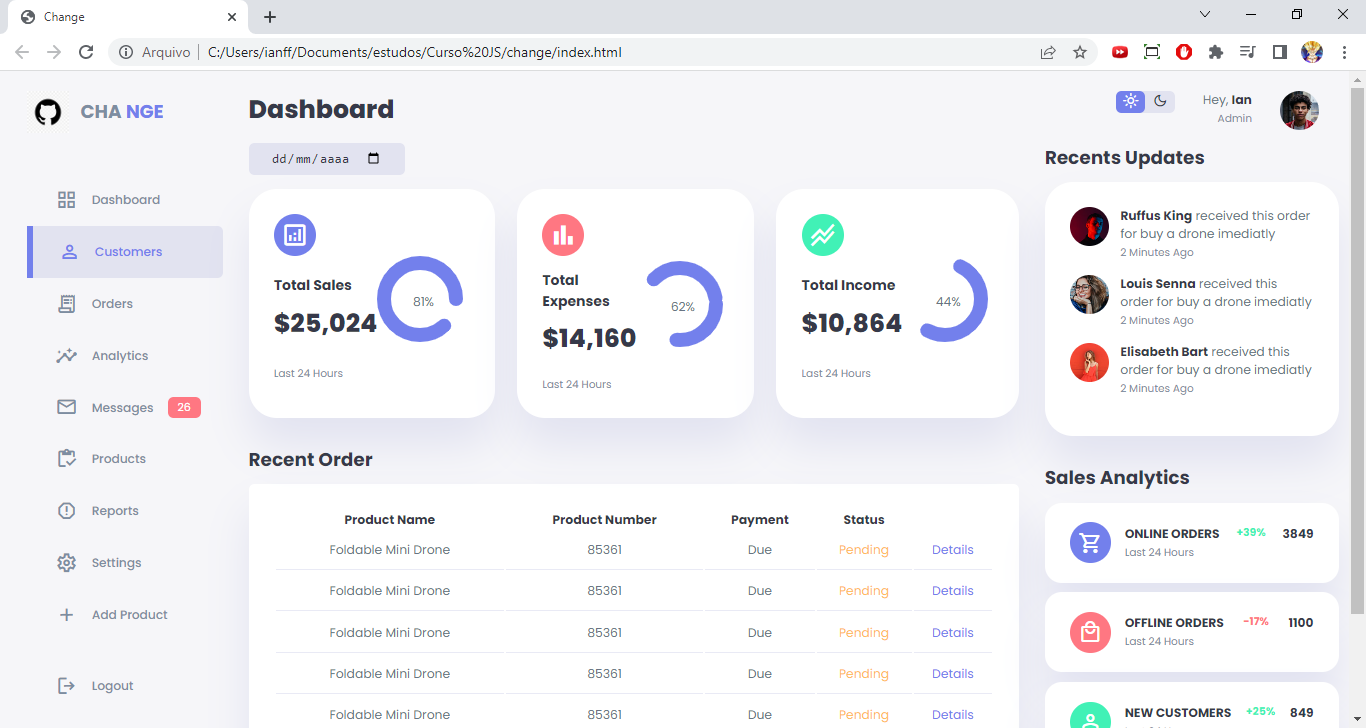 Change
Arquivo
C:/Users/ianff/Documents/estudos/Curso%20JS/change/index.html
CHA NGE
Dashboard
Customers
Orders
Analytics
Messages 26
Products
Reports
Settings
Add Product
Logout
Dashboard
dd/mm/aaaa
Total Sales
$25,024
81%
Last 24 Hours
Total
Expenses
$14,160
62%
Last 24 Hours
Total Income
$10,864
44%
Last 24 Hours
Recent Order
Product Name Product Number Payment Status
Foldable Mini Drone 85361 Due Pending Details
Foldable Mini Drone 85361 Due Pending Details
Foldable Mini Drone 85361 Due Pending Details
Foldable Mini Drone 85361 Due Pending Details
Foldable Mini Drone 85361 Due Pending Details
Hey, Ian
Admin
Recents Updates
Ruffus King received this order
for buy a drone imediatly
2 Minutes Ago
Louis Senna received this
order for buy a drone imediatly
2 Minutes Ago
Elisabeth Bart received this
order for buy a drone imediatly
2 Minutes Ago
Sales Analytics
ONLINE ORDERS +39% 3849
Last 24 Hours
OFFLINE ORDERS -17% 1100
Last 24 Hours
NEW CUSTOMERS +25% 849